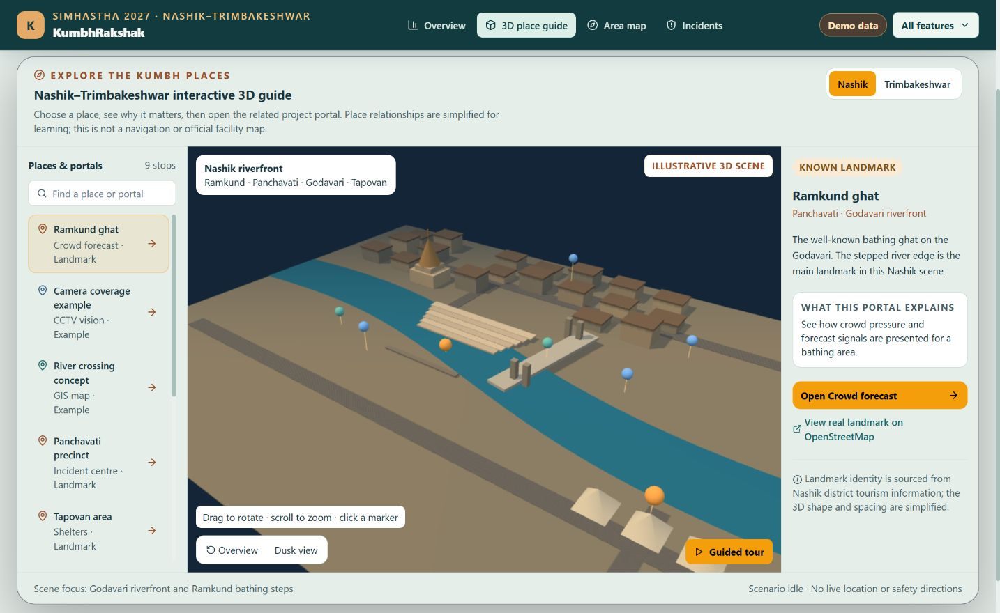 K
SIMHASTHA 2027 · NASHIK–TRIMBAKESHWAR
KumbhRakshak
Overview
3D place guide
Area map
Incidents
Demo data
All features
EXPLORE THE KUMBH PLACES
Nashik–Trimbakeshwar interactive 3D guide
Choose a place, see why it matters, then open the related project portal. Place relationships are simplified for
learning; this is not a navigation or official facility map.
Nashik
Trimbakeshwar
Places & portals
9 stops
Find a place or portal
Ramkund ghat
Crowd forecast ·
Landmark
Camera coverage
example
CCTV vision ·
Example
River crossing
concept
GIS map ·
Example
Panchavati
precinct
Incident centre ·
Landmark
Tapovan area
Shelters ·
Landmark
Nashik riverfront
Ramkund · Panchavati · Godavari · Tapovan
ILLUSTRATIVE 3D SCENE
Drag to rotate · scroll to zoom · click a marker
Overview
Dusk view
Guided tour
KNOWN LANDMARK
Ramkund ghat
Panchavati · Godavari riverfront
The well-known bathing ghat on the
Godavari. The stepped river edge is the
main landmark in this Nashik scene.
WHAT THIS PORTAL EXPLAINS
See how crowd pressure and
forecast signals are presented for a
bathing area.
Open Crowd forecast
View real landmark on
OpenStreetMap
Landmark identity is sourced from
Nashik district tourism information; the
3D shape and spacing are simplified.
Scene focus: Godavari riverfront and Ramkund bathing steps
Scenario idle · No live location or safety directions